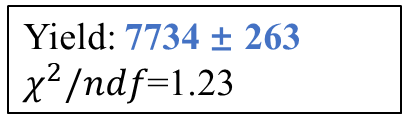 Yield: 7734 ± 263
χ²/ndf=1.23